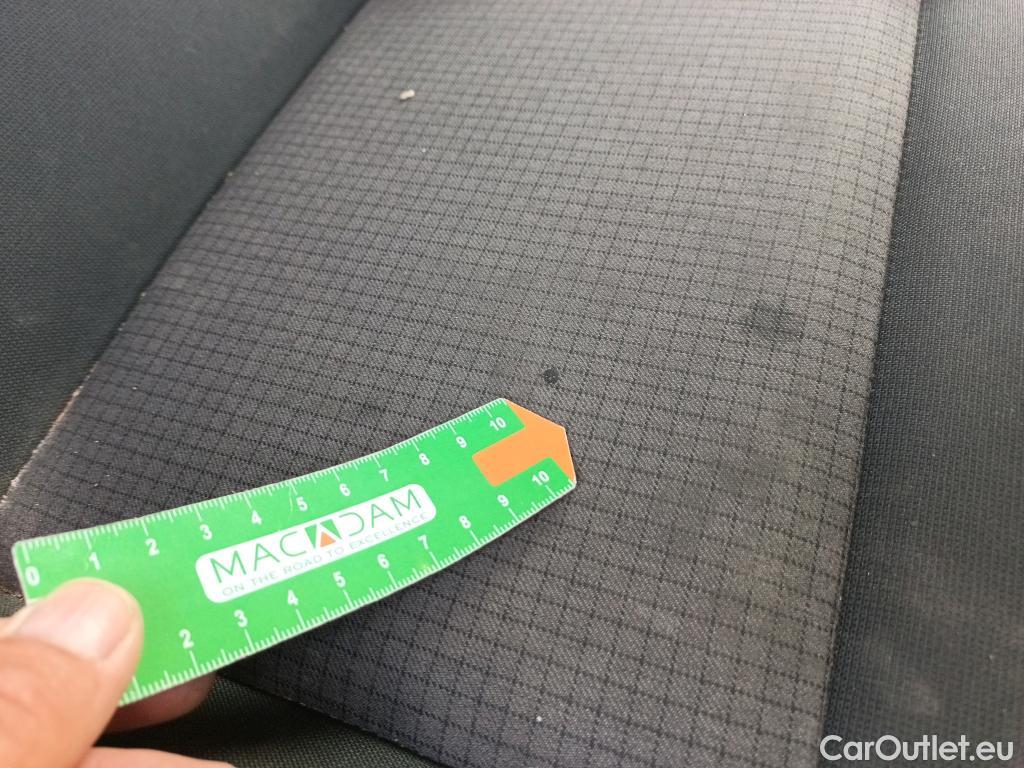 0 1 2 3 4 5 6 7 8 9 10
MACADAM
ON THE ROAD TO EXCELLENCE
2 3 4 5 6 7 8 9 10
CarOutlet.eu